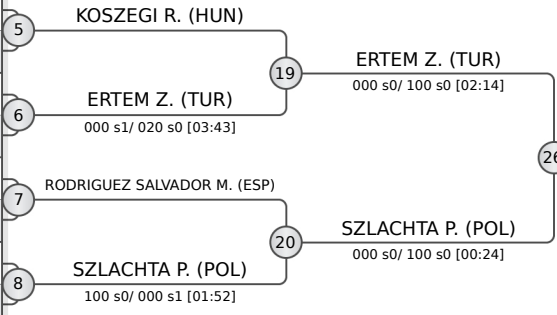 KOSZEGI R. (HUN)
5
19
ERTEM Z. (TUR)
000 s0/ 100 s0 [02:14]
ERTEM Z. (TUR)
6
000 s1/ 020 s0 [03:43]
26
RODRIGUEZ SALVADOR M. (ESP)
7
20
SZLACHTA P. (POL)
000 s0/ 100 s0 [00:24]
SZLACHTA P. (POL)
8
100 s0/ 000 s1 [01:52]